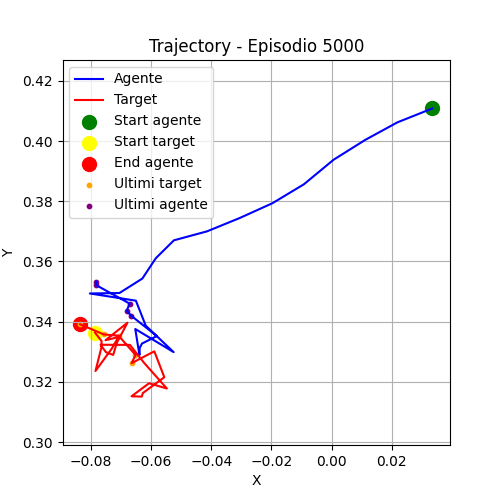 Trajectory - Episodio 5000
Agente
Target
Start agente
Start target
End agente
Ultimi target
Ultimi agente
0.42
0.40
0.38
0.36
0.34
0.32
0.30
Y
−0.08 −0.06 −0.04 −0.02 0.00 0.02
X